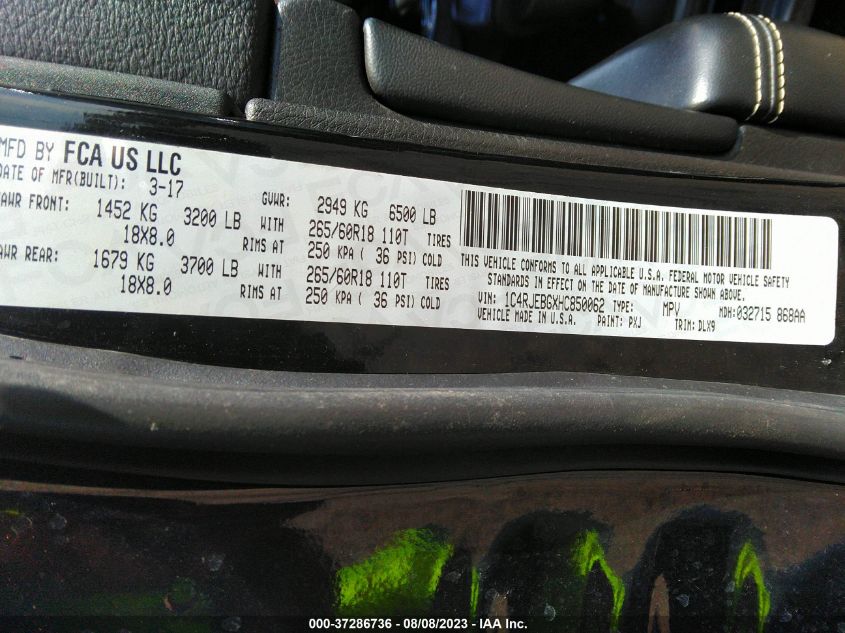 MFD BY FCA US LLC
DATE OF MFR(BUILT): 3-17 GVWR: 2949 KG 6500 LB
GAWR FRONT: 1452 KG 3200 LB WITH 265/60R18 110T TIRES
18X8.0 RIMS AT 250 KPA ( 36 PSI) COLD
GAWR REAR: 1679 KG 3700 LB WITH 265/60R18 110T TIRES
18X8.0 RIMS AT 250 KPA ( 36 PSI) COLD
THIS VEHICLE CONFORMS TO ALL APPLICABLE U.S.A. FEDERAL MOTOR VEHICLE SAFETY
STANDARDS IN EFFECT ON THE DATE OF MANUFACTURE SHOWN ABOVE.
VIN: 1C4RJEBGXHC850062 TYPE: MPV MDH: 032715 868AA
VEHICLE MADE IN U.S.A. PAINT: PXJ TRIM: DLX9
000-37286736 - 08/08/2023 - IAA Inc.